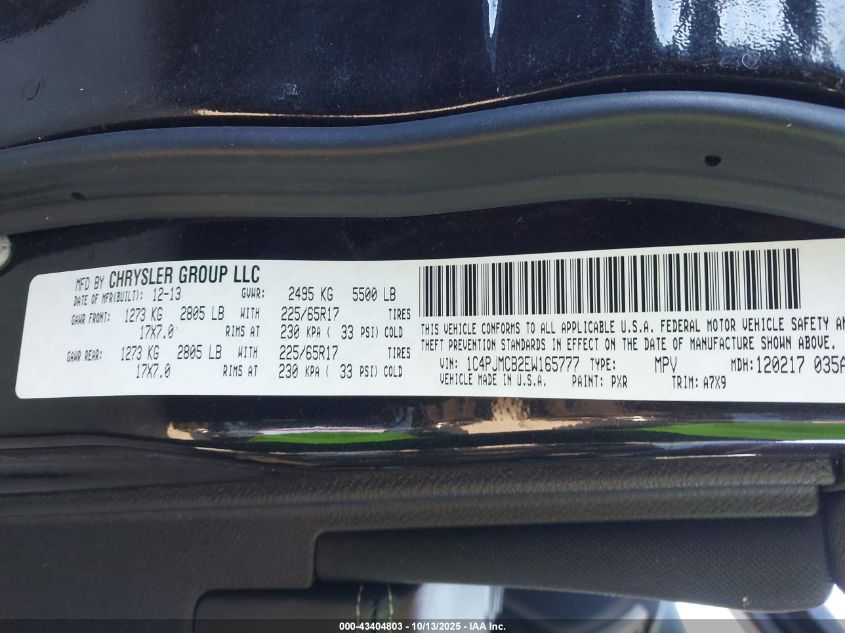 MFD BY CHRYSLER GROUP LLC
DATE OF MFR(BUILT): 12-13 GVWR: 2495 KG 5500 LB
GAWR FRONT: 1273 KG 2805 LB WITH 225/65R17 TIRES
17X7.0 RIMS AT 230 KPA ( 33 PSI) COLD
GAWR REAR: 1273 KG 2805 LB WITH 225/65R17 TIRES
17X7.0 RIMS AT 230 KPA ( 33 PSI) COLD
THIS VEHICLE CONFORMS TO ALL APPLICABLE U.S.A. FEDERAL MOTOR VEHICLE SAFETY AN
THEFT PREVENTION STANDARDS IN EFFECT ON THE DATE OF MANUFACTURE SHOWN ABOVE.
VIN: 1C4PJMCB2EW165777 TYPE: MPV MDH: 120217 035A
VEHICLE MADE IN U.S.A. PAINT: PXR TRIM: A7X9
000-43404803 - 10/13/2025 - IAA Inc.